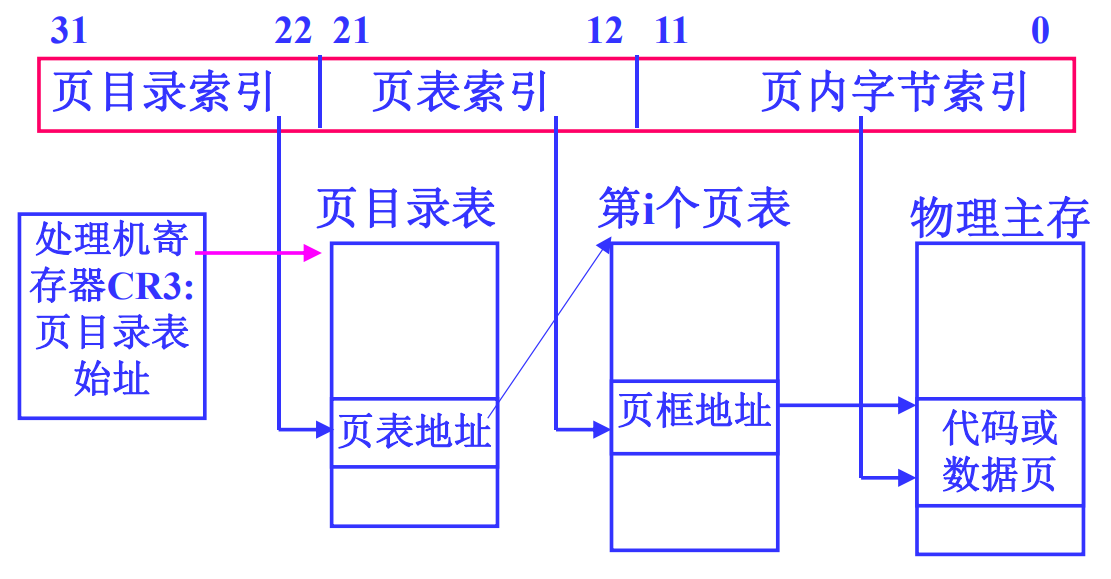 31 22 21 12 11 0
页目录索引 页表索引 页内字节索引
页目录表 第i个页表 物理主存
处理机寄
存器CR3:
页目录表
始址
页表地址
页框地址
代码或
数据页